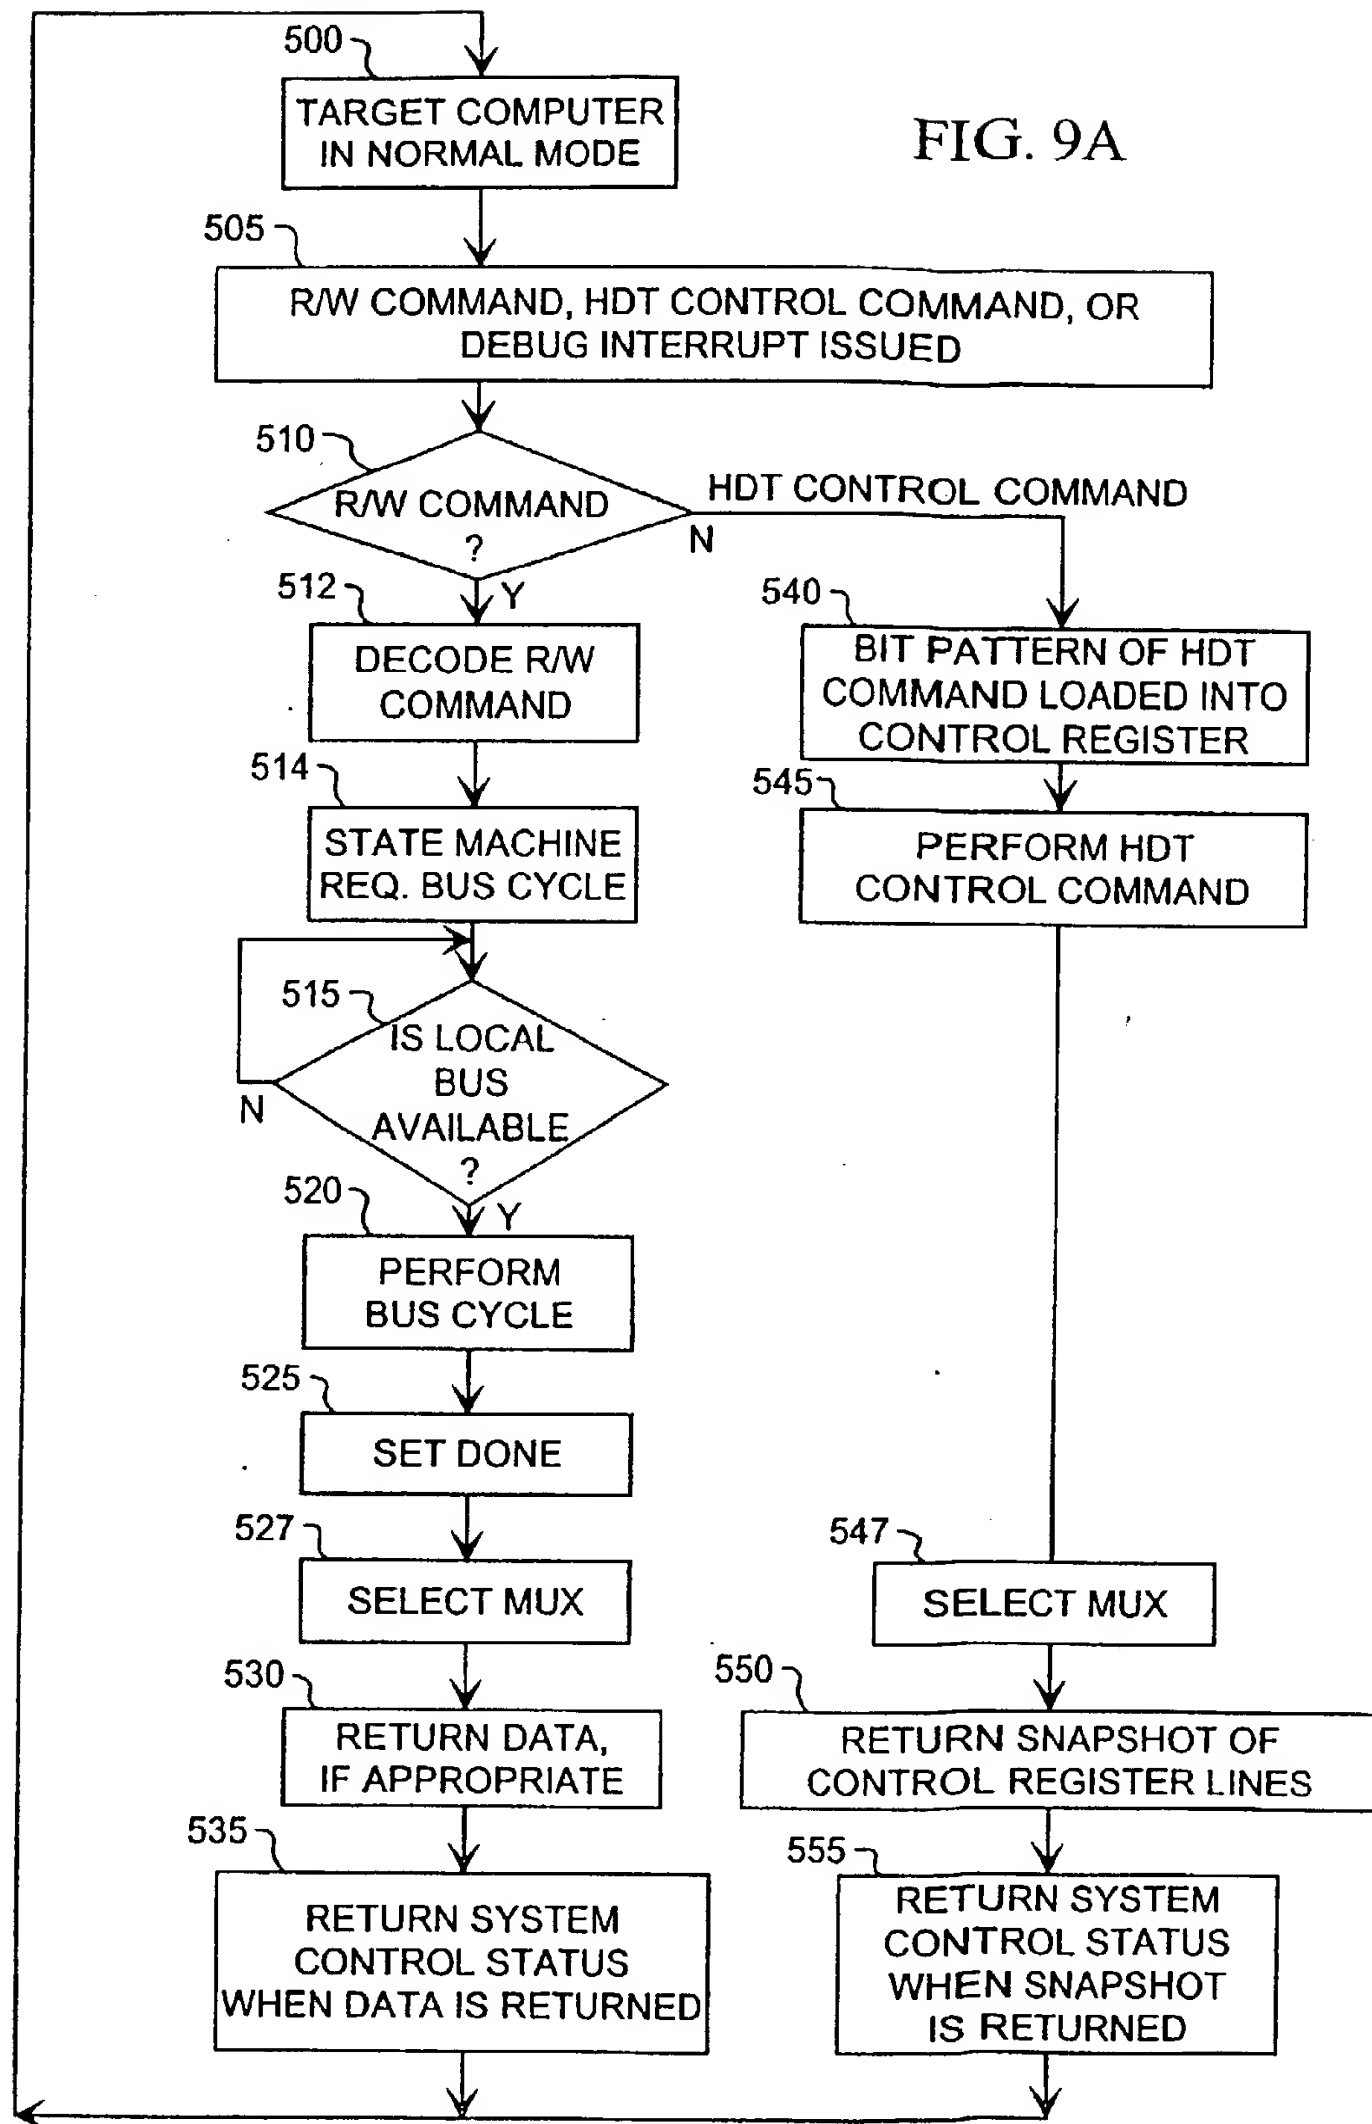 FIG. 9A
500
TARGET COMPUTER
IN NORMAL MODE
505
R/W COMMAND, HDT CONTROL COMMAND, OR
DEBUG INTERRUPT ISSUED
510
R/W COMMAND
?
HDT CONTROL COMMAND
N
Y
512
DECODE R/W
COMMAND
514
STATE MACHINE
REQ. BUS CYCLE
515
IS LOCAL
BUS
AVAILABLE
?
N
Y
520
PERFORM
BUS CYCLE
525
SET DONE
527
SELECT MUX
530
RETURN DATA,
IF APPROPRIATE
535
RETURN SYSTEM
CONTROL STATUS
WHEN DATA IS RETURNED
540
BIT PATTERN OF HDT
COMMAND LOADED INTO
CONTROL REGISTER
545
PERFORM HDT
CONTROL COMMAND
547
SELECT MUX
550
RETURN SNAPSHOT OF
CONTROL REGISTER LINES
555
RETURN SYSTEM
CONTROL STATUS
WHEN SNAPSHOT
IS RETURNED